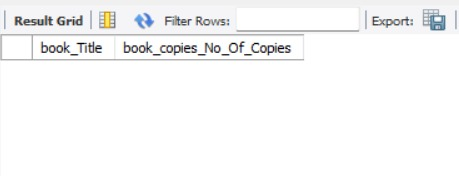 Result Grid Filter Rows: Export:
book_Title book_copies_No_Of_Copies